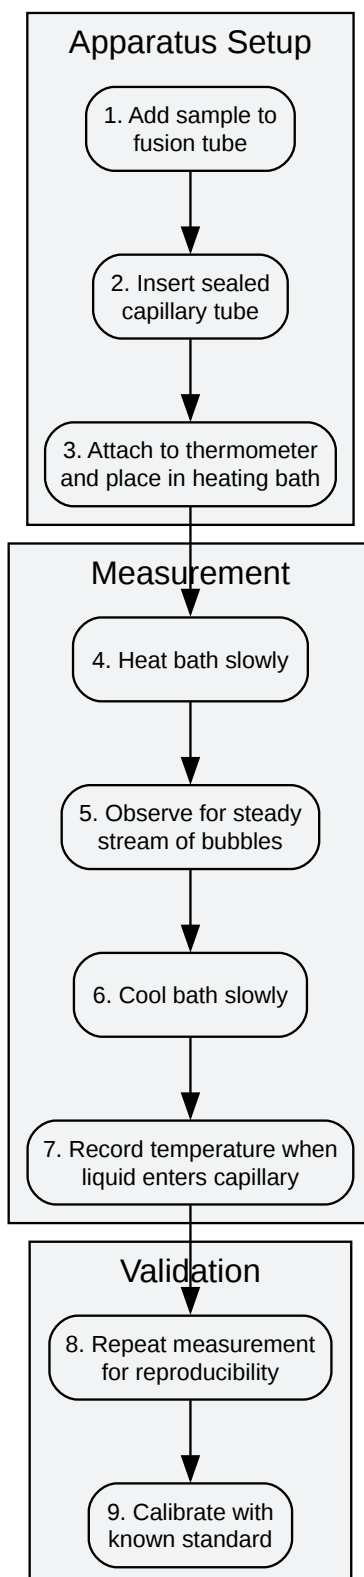 Apparatus Setup
1. Add sample to
fusion tube
2. Insert sealed
capillary tube
3. Attach to thermometer
and place in heating bath
Measurement
4. Heat bath slowly
5. Observe for steady
stream of bubbles
6. Cool bath slowly
7. Record temperature when
liquid enters capillary
Validation
8. Repeat measurement
for reproducibility
9. Calibrate with
known standard